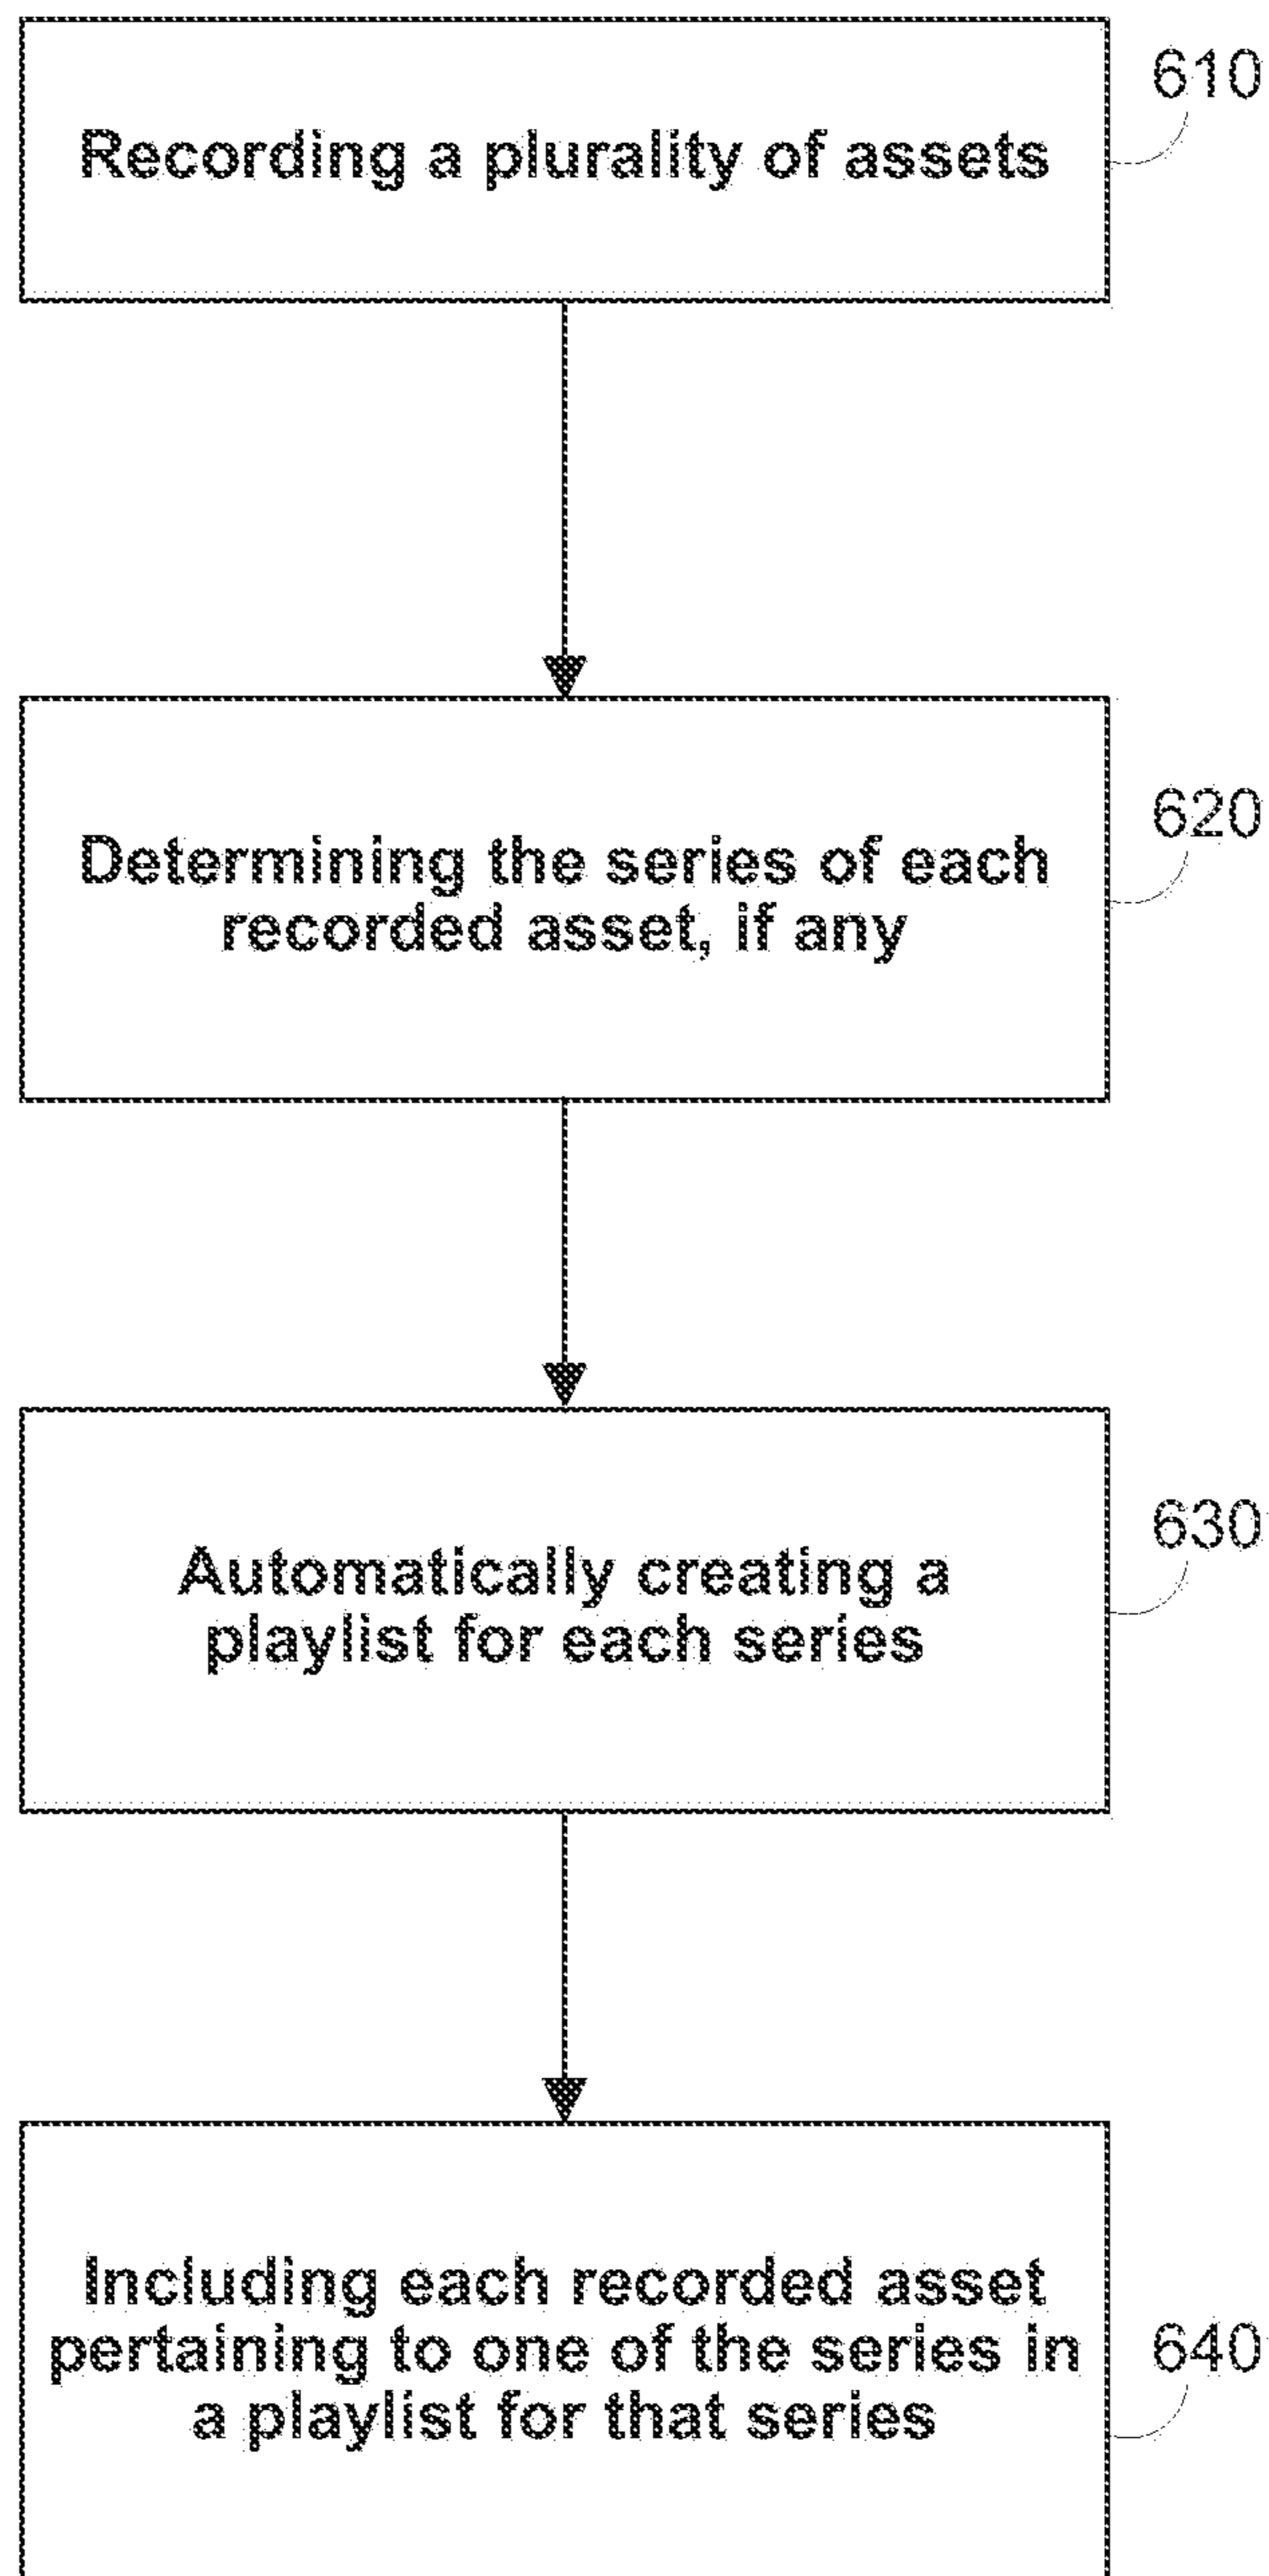 610
Recording a plurality of assets
620
Determining the series of each
recorded asset, if any
630
Automatically creating a
playlist for each series
Including each recorded asset
pertaining to one of the series in
640
a playlist for that series